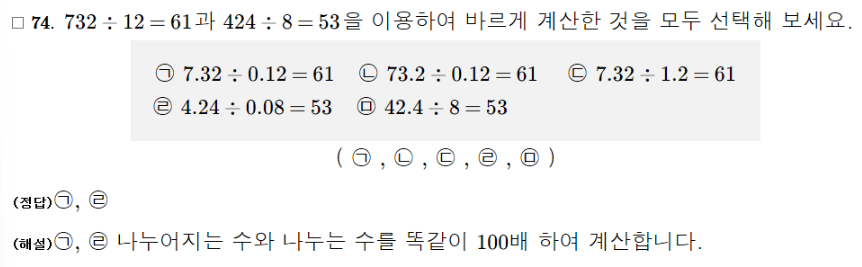 □ 74. 732 ÷ 12 = 61과 424 ÷ 8 = 53을 이용하여 바르게 계산한 것을 모두 선택해 보세요.
㉠ 7.32 ÷ 0.12 = 61 ㉡ 73.2 ÷ 0.12 = 61 ㉢ 7.32 ÷ 1.2 = 61
㉣ 4.24 ÷ 0.08 = 53 ㉤ 42.4 ÷ 8 = 53
( ㉠ , ㉡ , ㉢ , ㉣ , ㉤ )
(정답)㉠, ㉣
(해설)㉠, ㉣ 나누어지는 수와 나누는 수를 똑같이 100배 하여 계산합니다.